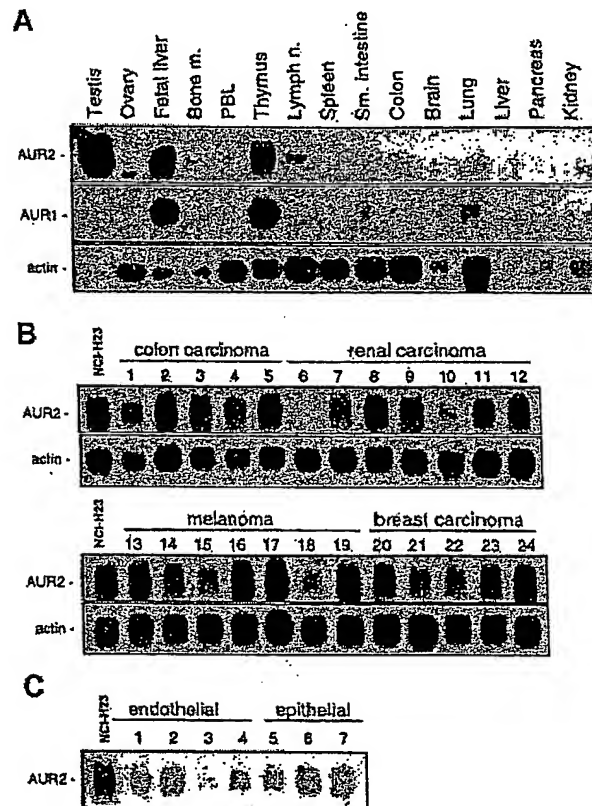 A
Testis Ovary Fetal liver Bone m. PBL Thymus Lymph n. Spleen Sm. intestine Colon Brain Lung Liver Pancreas Kidney
AUR2 -
AUR1 -
actin -
B
NCI-H23 colon carcinoma renal carcinoma
1 2 3 4 5 6 7 8 9 10 11 12
AUR2 -
actin -
NCI-H23 melanoma breast carcinoma
13 14 15 16 17 18 19 20 21 22 23 24
AUR2 -
actin -
C
NCI-H23 endothelial epithelial
1 2 3 4 5 6 7
AUR2 -